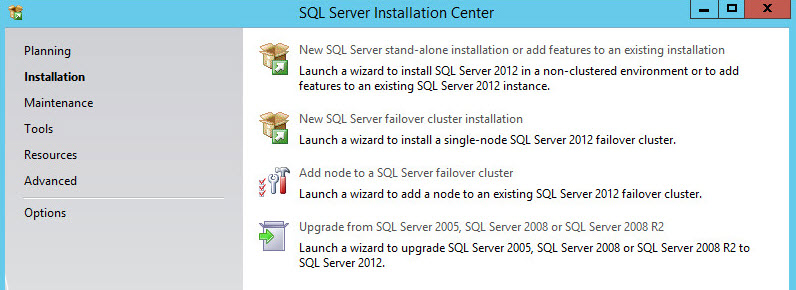 SQL Server Installation Center
Planning
Installation
Maintenance
Tools
Resources
Advanced
Options
New SQL Server stand-alone installation or add features to an existing installation
Launch a wizard to install SQL Server 2012 in a non-clustered environment or to add
features to an existing SQL Server 2012 instance.
New SQL Server failover cluster installation
Launch a wizard to install a single-node SQL Server 2012 failover cluster.
Add node to a SQL Server failover cluster
Launch a wizard to add a node to an existing SQL Server 2012 failover cluster.
Upgrade from SQL Server 2005, SQL Server 2008 or SQL Server 2008 R2
Launch a wizard to upgrade SQL Server 2005, SQL Server 2008 or SQL Server 2008 R2 to
SQL Server 2012.